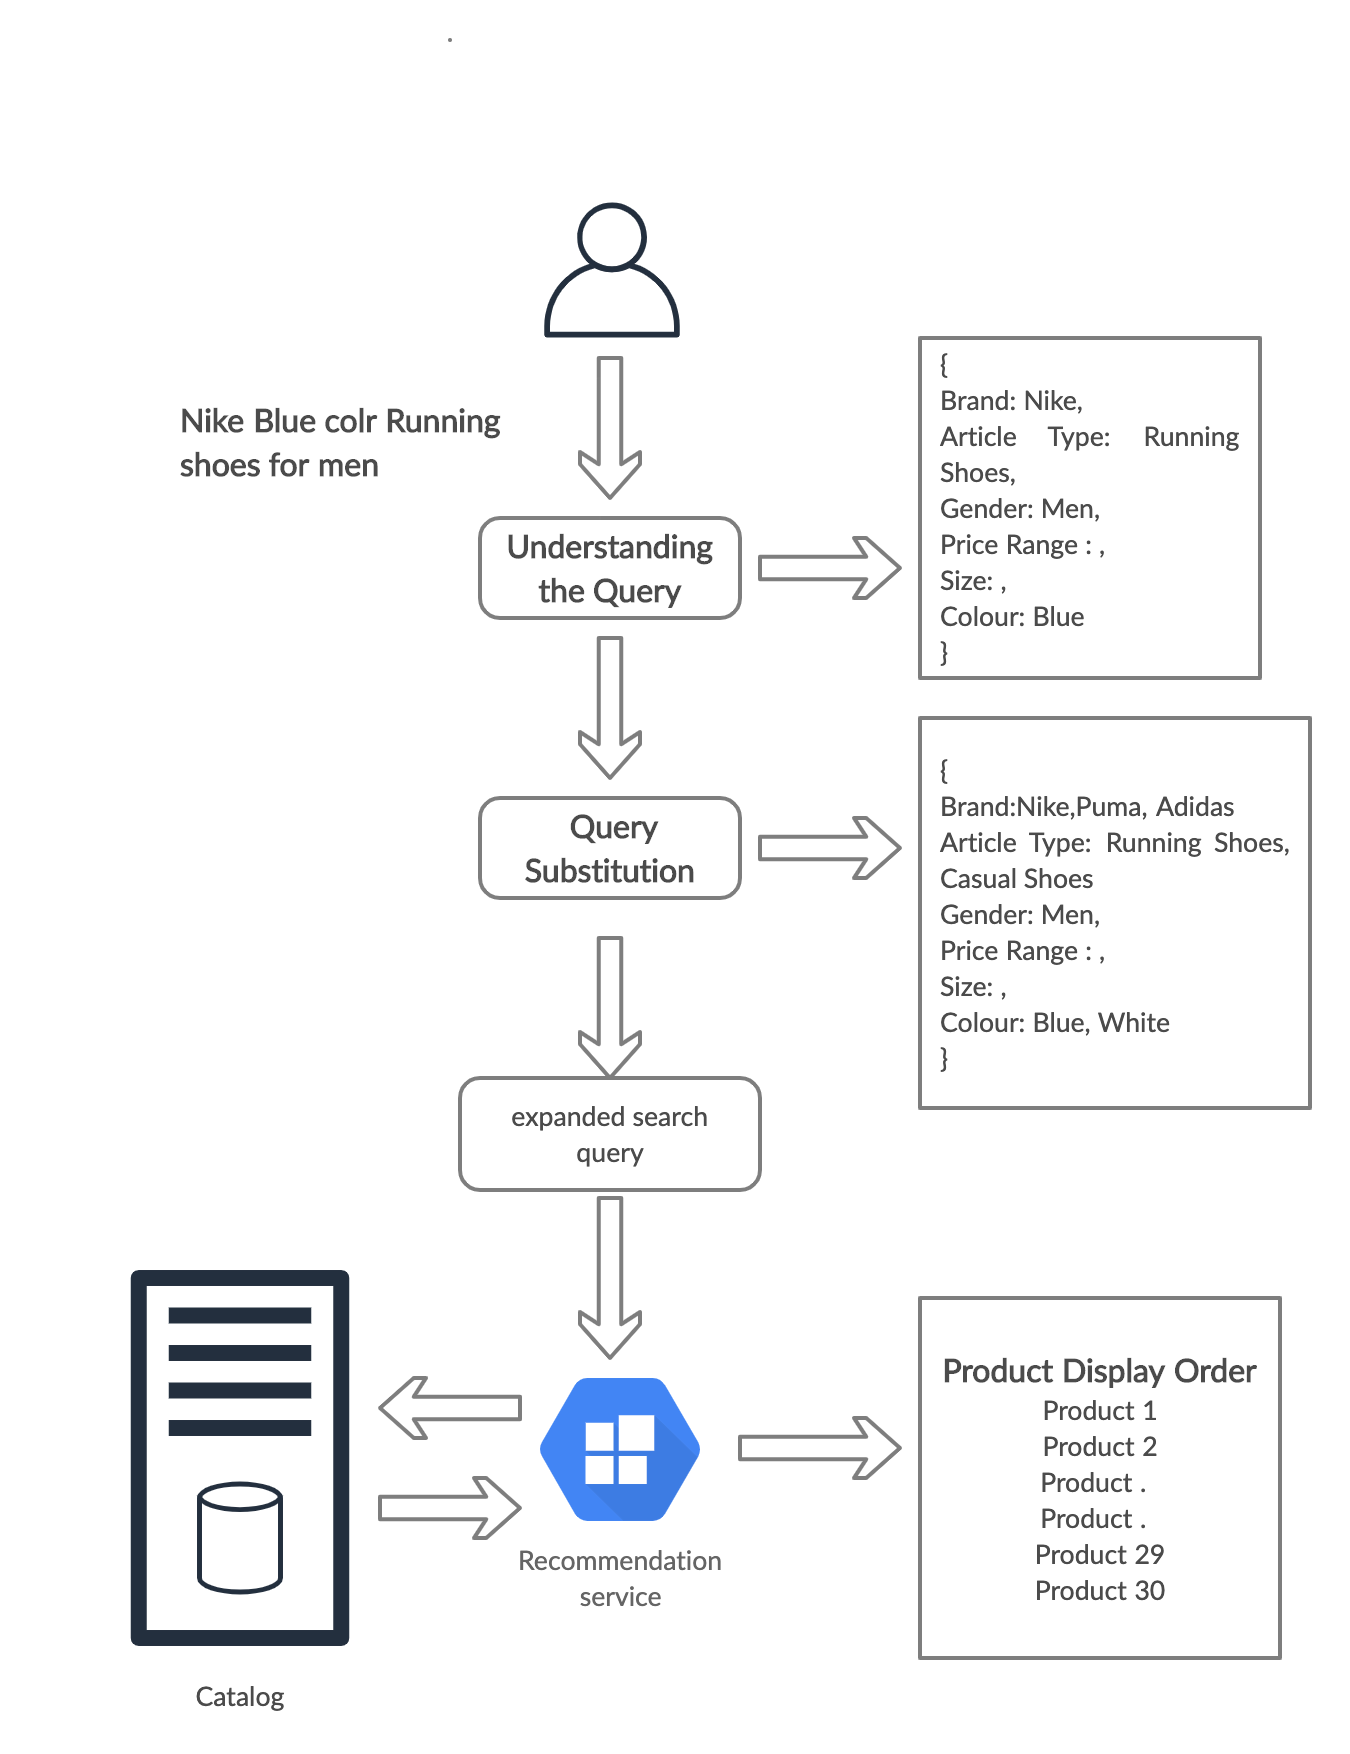 Nike Blue colr Running
shoes for men
{
Brand: Nike,
Article Type: Running
Shoes,
Gender: Men,
Price Range : ,
Size: ,
Colour: Blue
}
Understanding
the Query
{
Brand:Nike,Puma, Adidas
Article Type: Running Shoes,
Casual Shoes
Gender: Men,
Price Range : ,
Size: ,
Colour: Blue, White
}
Query
Substitution
expanded search
query
Product Display Order
Product 1
Product 2
Product .
Product .
Product 29
Product 30
Recommendation
service
Catalog